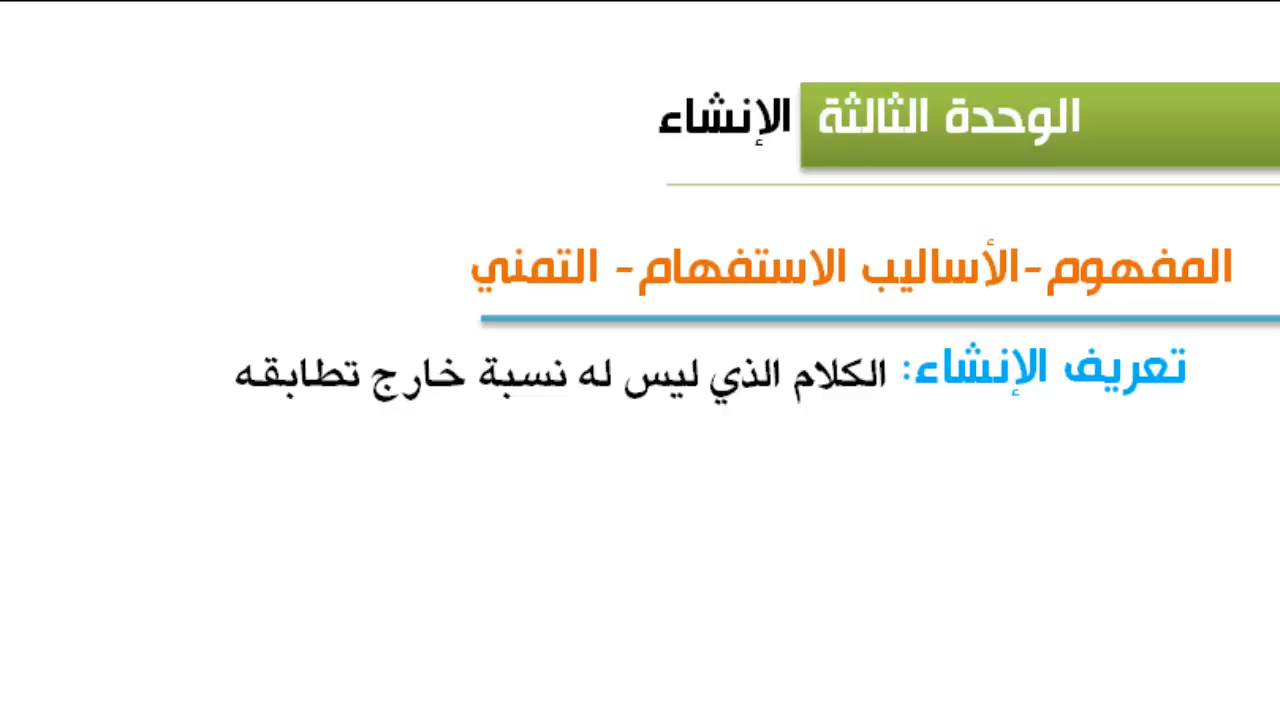 الوحدة الثالثة الإنشاء
المفهوم-الأساليب الاستفهام- التمني
تعريف الإنشاء: الكلام الذي ليس له نسبة خارج تطابقه